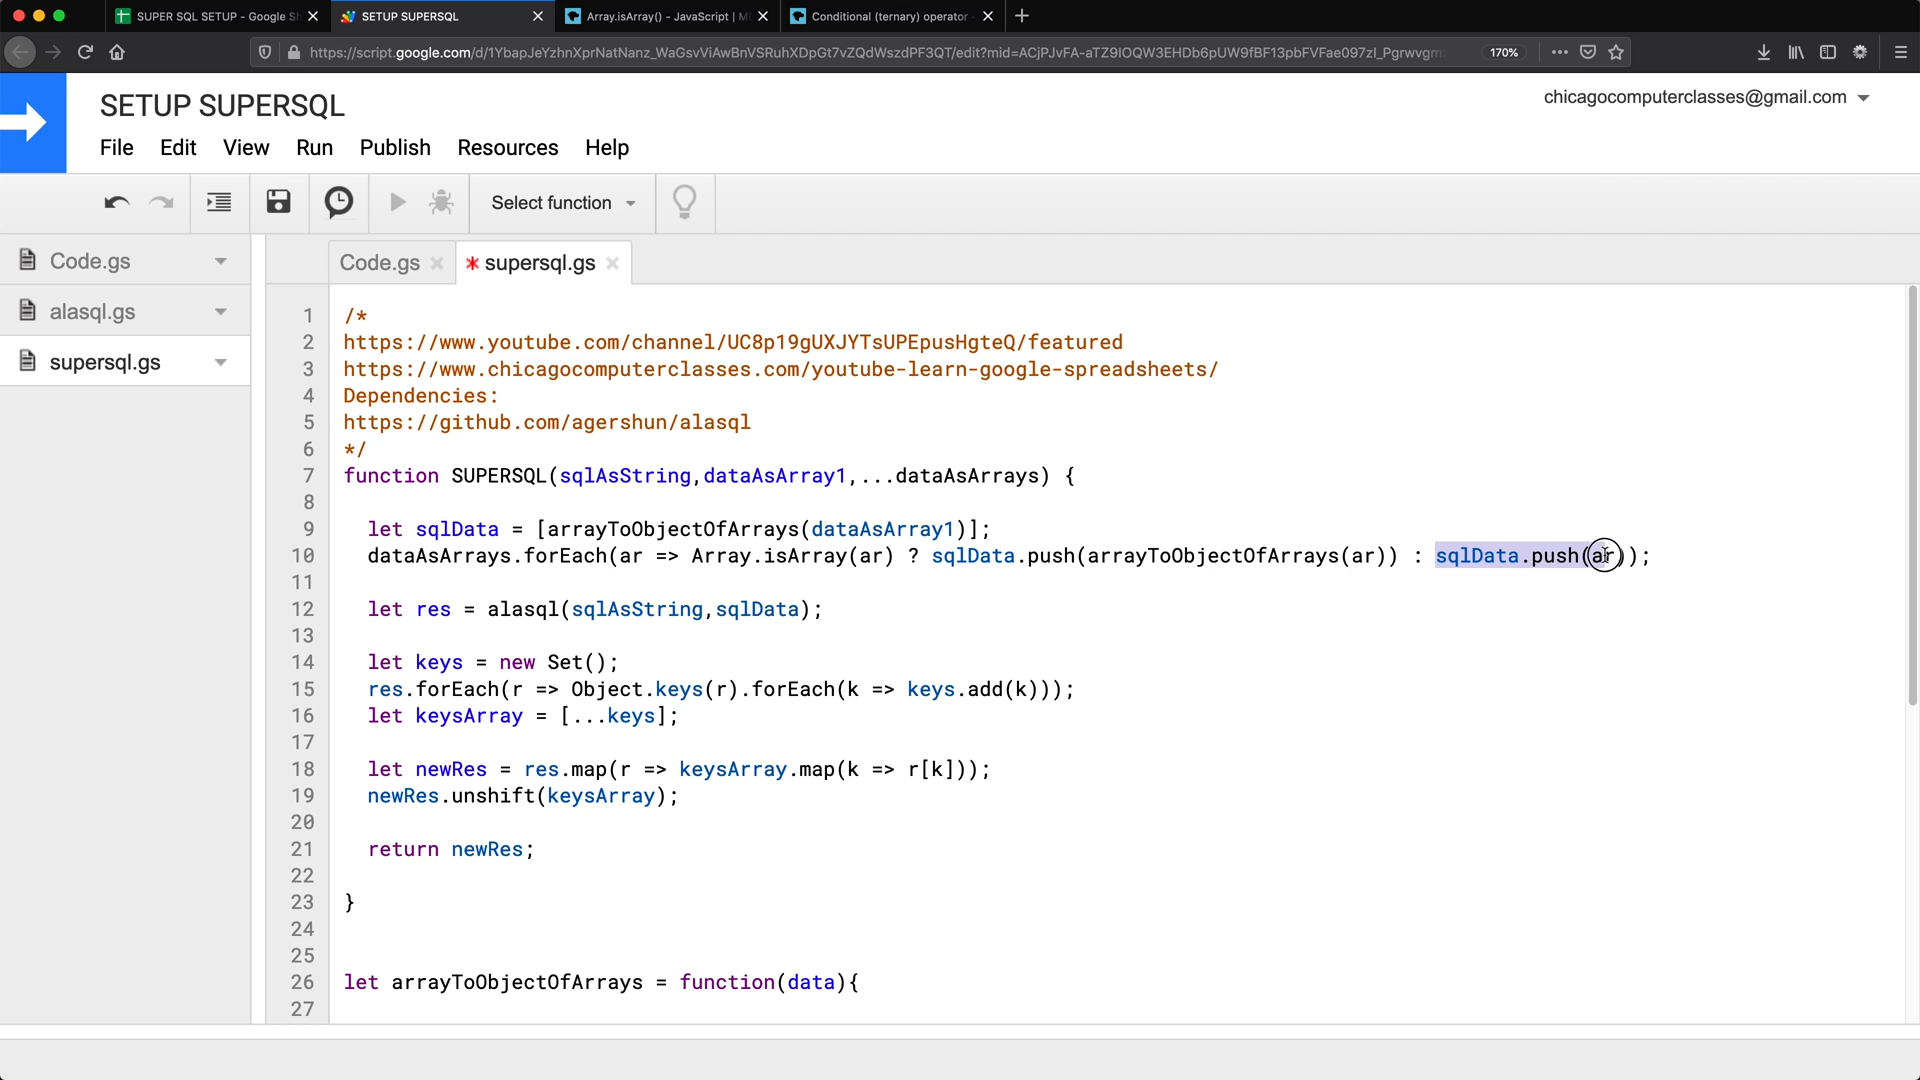 SUPER SQL SETUP - Google S
SETUP SUPERSQL
Array.isArray() - JavaScript | M
Conditional (ternary) operator
https://script.google.com/d/1YbapJeYzhnXprNatNanz_WaGsvViAwBnVSRuhXDpGt7vZQdWszdPF3QT/edit?mid=ACjPJvFA-aTZ9IOQW3EHDb6pUW9fBF13pbFVFae097zI_Pgrwvgm
170%
SETUP SUPERSQL
chicagocomputerclasses@gmail.com
File Edit View Run Publish Resources Help
Select function
Code.gs
alasql.gs
supersql.gs
Code.gs
* supersql.gs
1 /*
2 https://www.youtube.com/channel/UC8p19gUXJYTsUPEpusHgteQ/featured
3 https://www.chicagocomputerclasses.com/youtube-learn-google-spreadsheets/
4 Dependencies:
5 https://github.com/agershun/alasql
6 */
7 function SUPERSQL(sqlAsString,dataAsArray1,...dataAsArrays) {
8
9 let sqlData = [arrayToObjectOfArrays(dataAsArray1)];
10 dataAsArrays.forEach(ar => Array.isArray(ar) ? sqlData.push(arrayToObjectOfArrays(ar)) : sqlData.push(ar));
11
12 let res = alasql(sqlAsString,sqlData);
13
14 let keys = new Set();
15 res.forEach(r => Object.keys(r).forEach(k => keys.add(k)));
16 let keysArray = [...keys];
17
18 let newRes = res.map(r => keysArray.map(k => r[k]));
19 newRes.unshift(keysArray);
20
21 return newRes;
22
23 }
24
25
26 let arrayToObjectOfArrays = function(data){
27